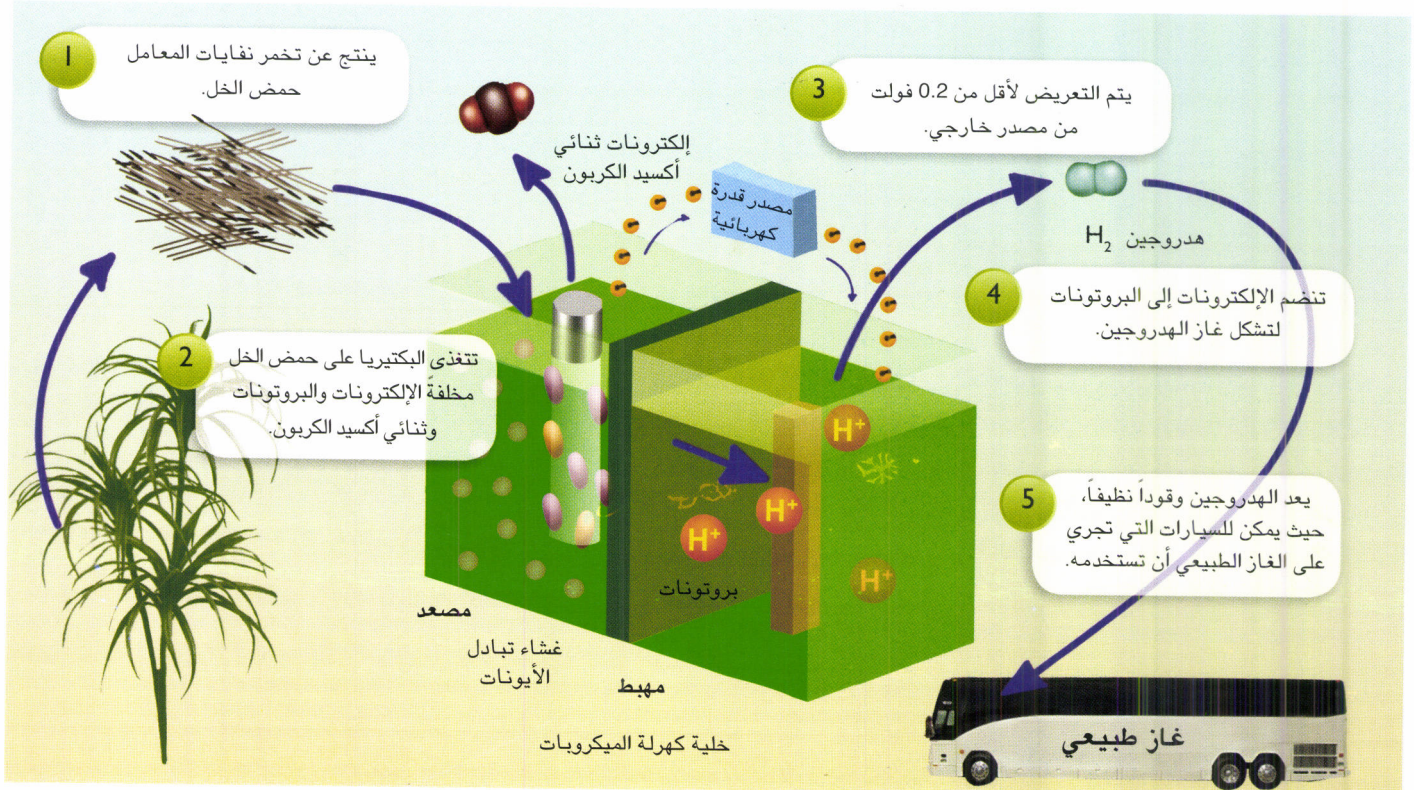 1
ينتج عن تخمر نفايات المعامل
حمض الخل.
2
تتغذى البكتيريا على حمض الخل
مخلفةً الإلكترونات والبروتونات
وثنائي أكسيد الكربون.
إلكترونات ثنائي
أكسيد الكربون
مصدر قدرة
كهربائية
3
يتم التعريض لأقل من 0.2 فولت
من مصدر خارجي.
هدروجين H₂
4
تنضم الإلكترونات إلى البروتونات
لتشكل غاز الهدروجين.
5
يعد الهدروجين وقوداً نظيفاً،
حيث يمكن للسيارات التي تجري
على الغاز الطبيعي أن تستخدمه.
H⁺
H⁺
H⁺
H⁺
بروتونات
مصعد
غشاء تبادل
الأيونات
مهبط
خلية كهرلة الميكروبات
غاز طبيعي